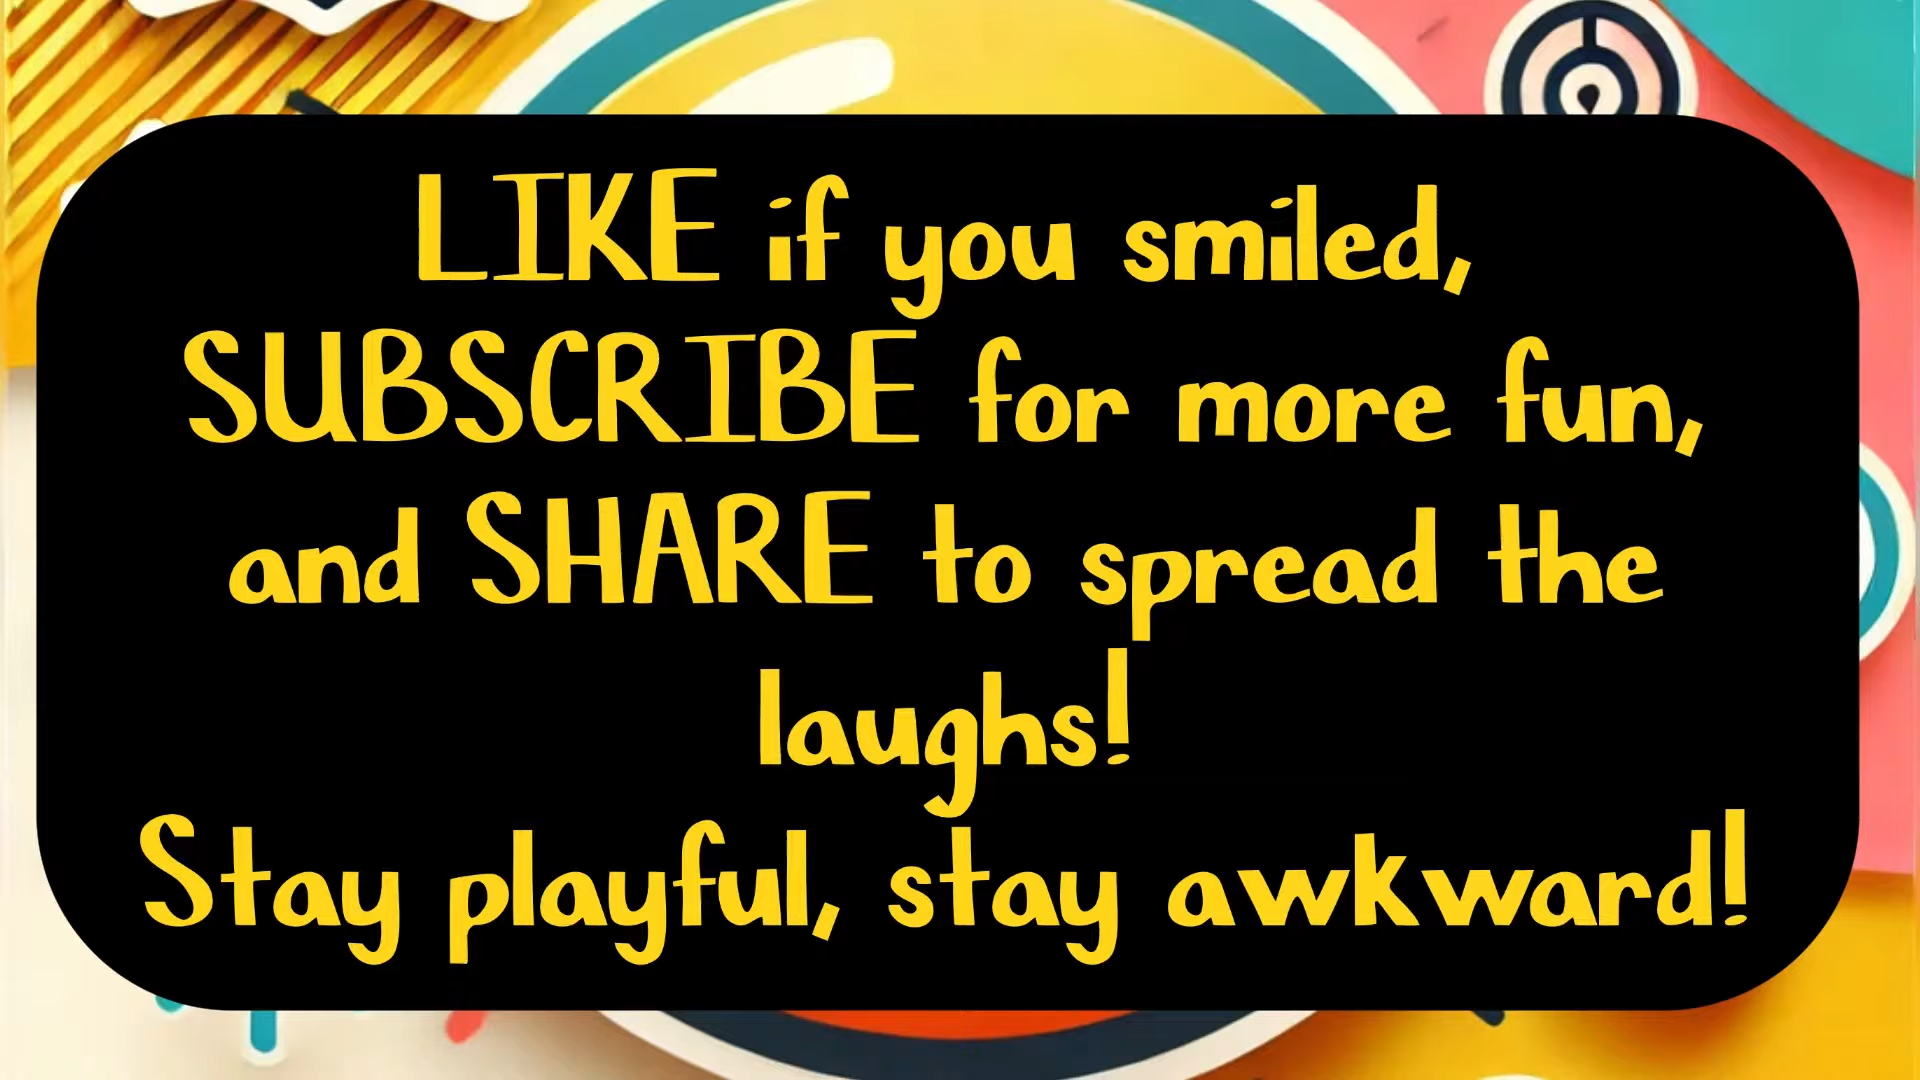 LIKE if you smiled,
SUBSCRIBE for more fun,
and SHARE to spread the
laughs!
Stay playful, stay awkward!